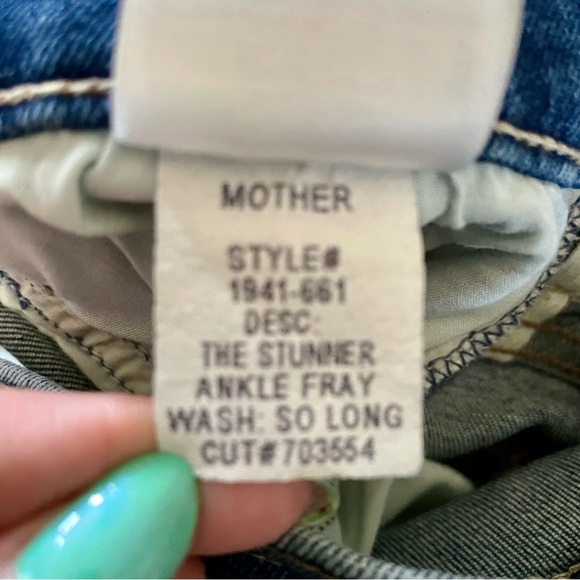 MOTHER
STYLE#
1941-661
DESC:
THE STUNNER
ANKLE FRAY
WASH: SO LONG
CUT#703554